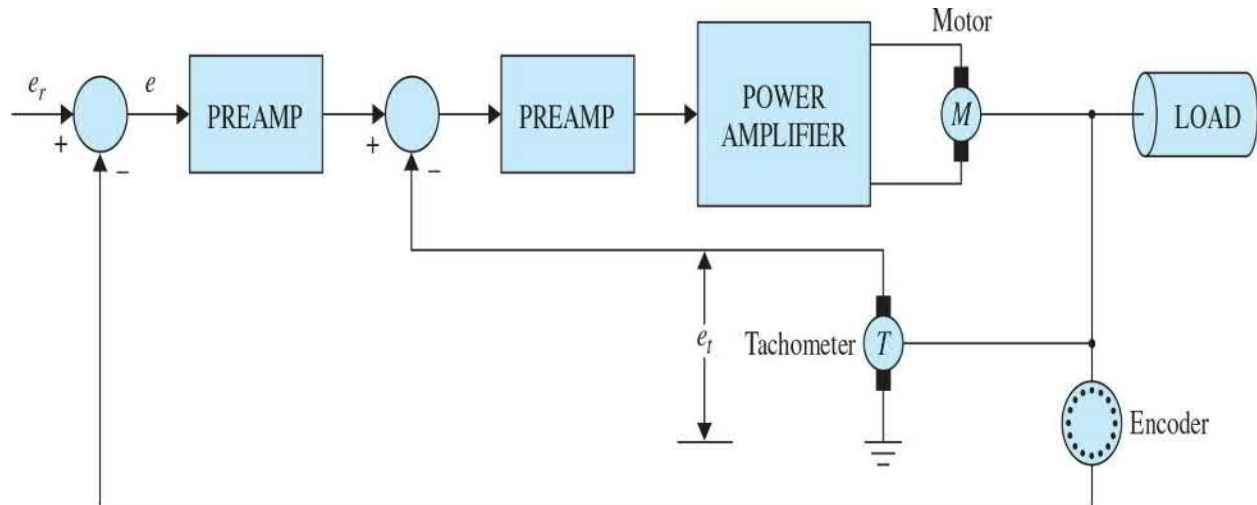 Motor
e_r
e
PREAMP
PREAMP
POWER
AMPLIFIER
M
LOAD
+
−
+
−
e_t
Tachometer
T
Encoder